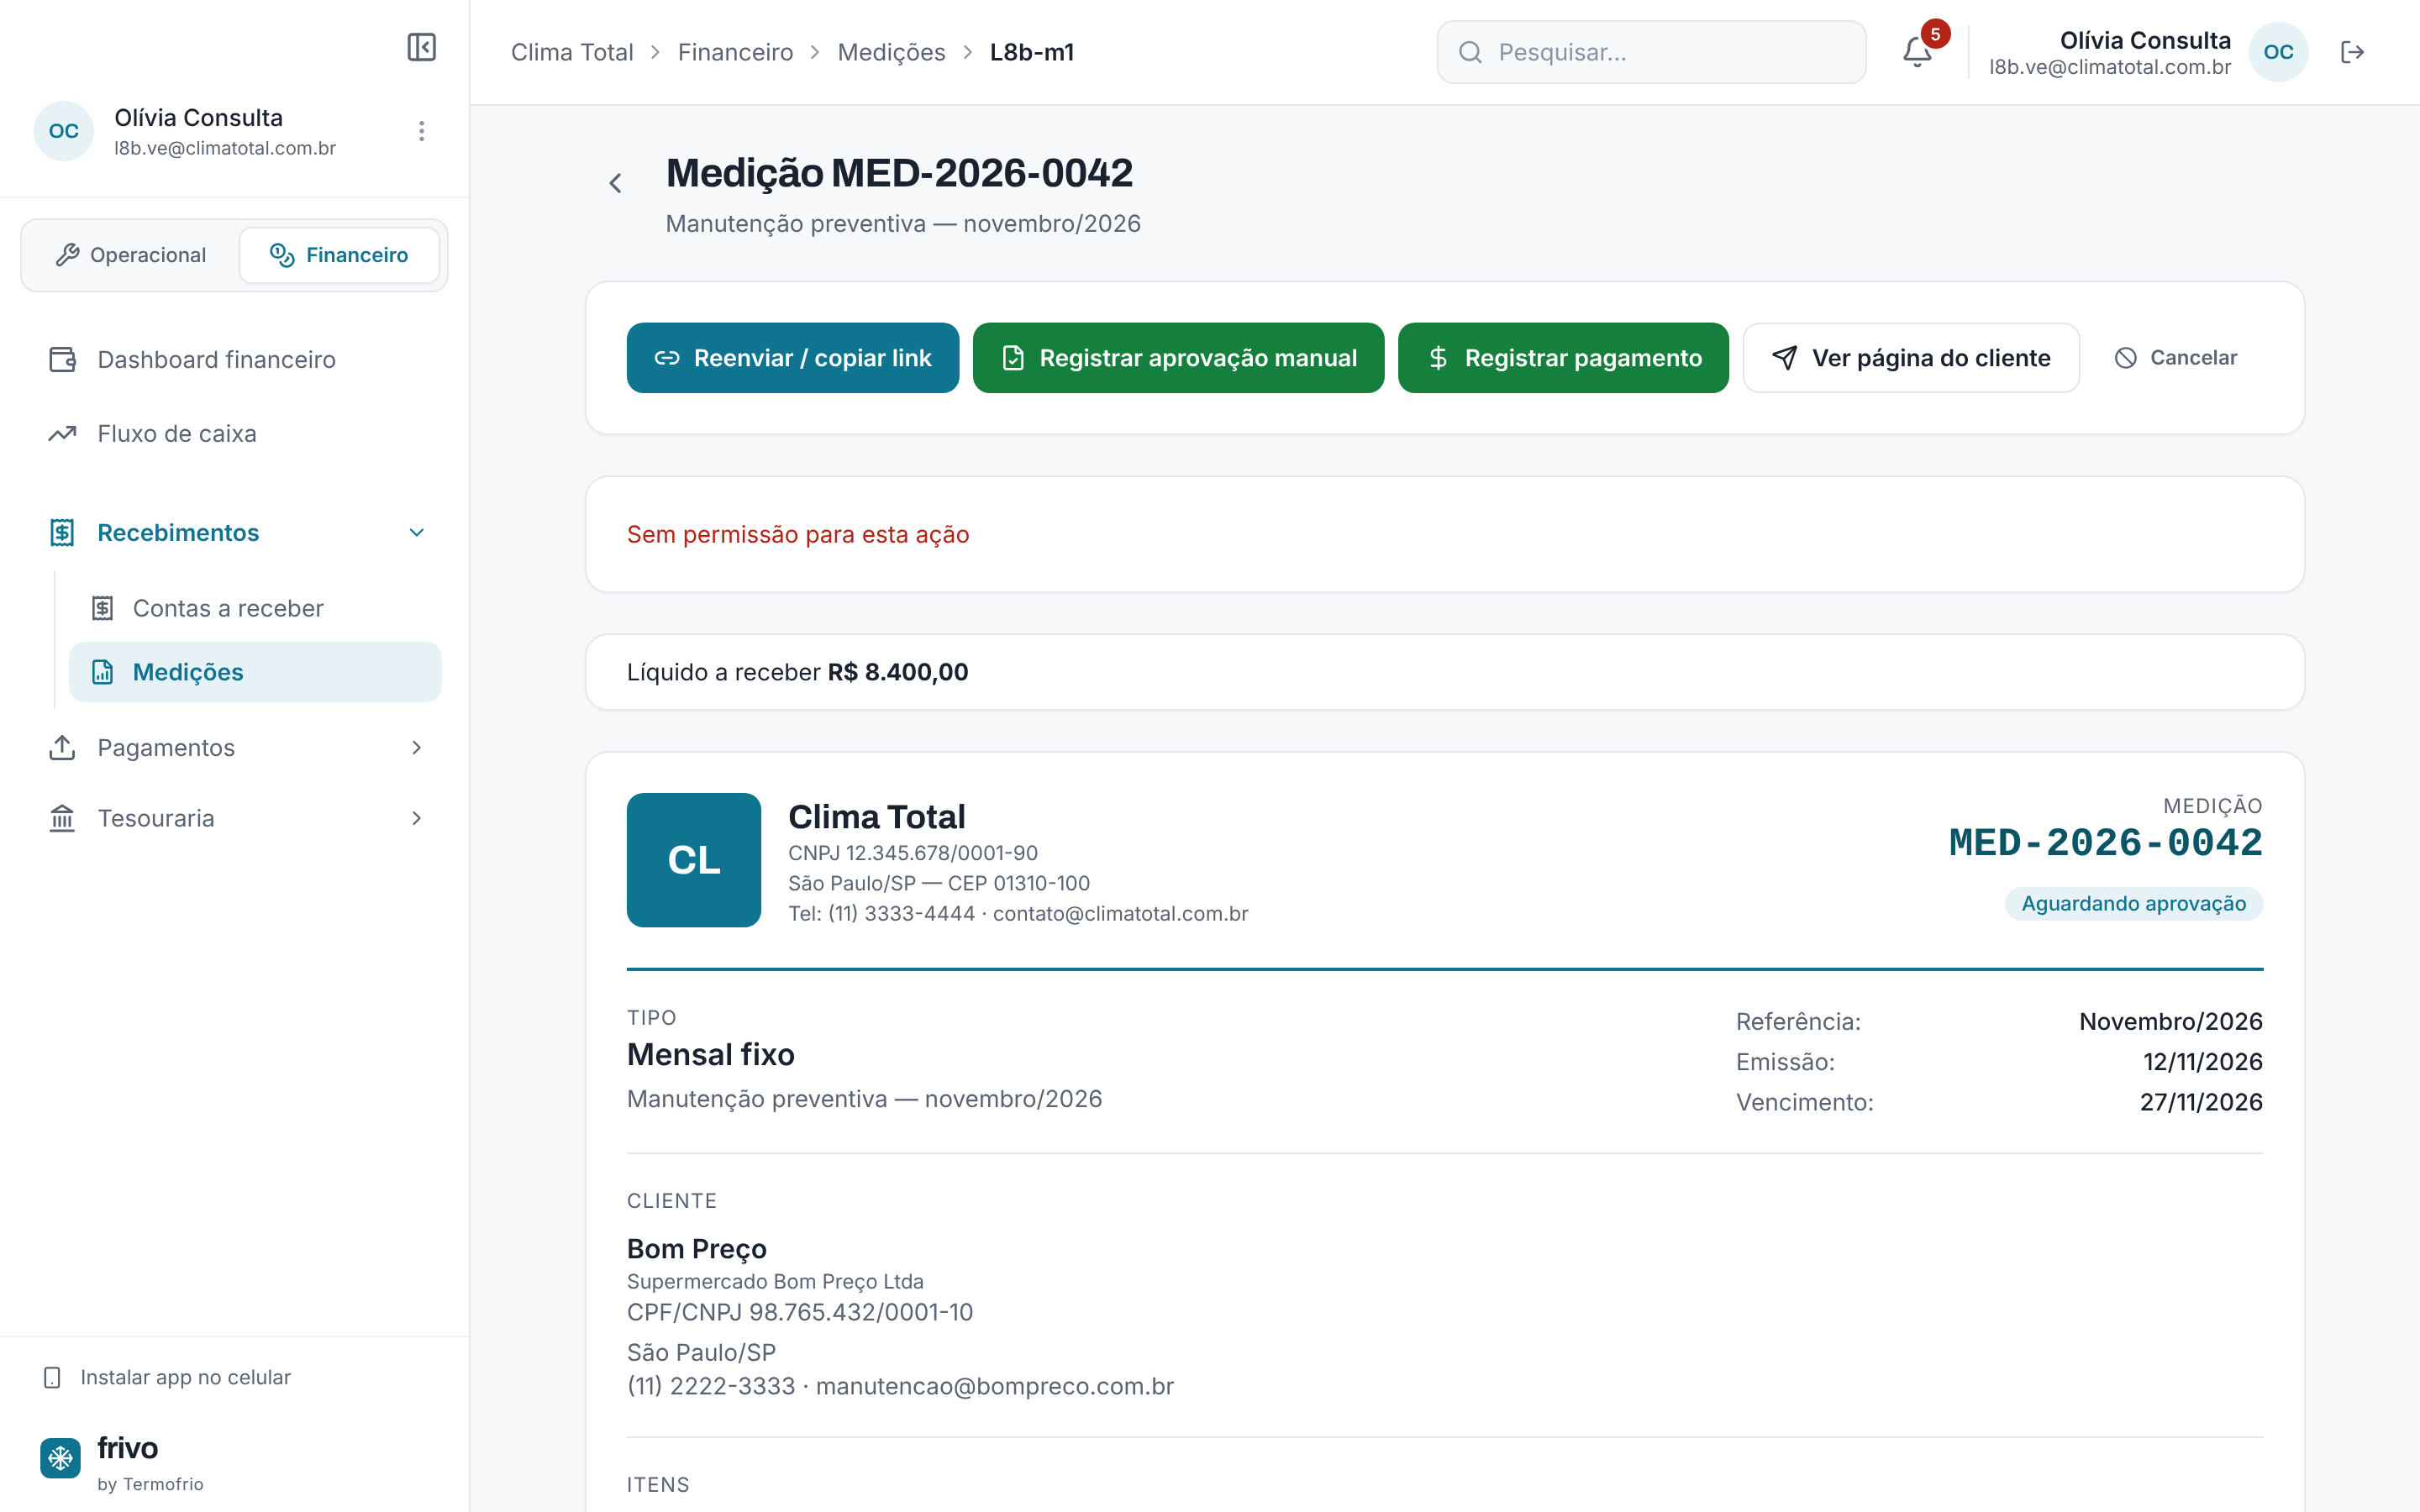 OC
Olívia Consulta
l8b.ve@climatotal.com.br
Operacional
Financeiro
Dashboard financeiro
Fluxo de caixa
Recebimentos
Contas a receber
Medições
Pagamentos
Tesouraria
Instalar app no celular
frivo
by Termofrio
Clima Total > Financeiro > Medições > L8b-m1
Pesquisar...
5
Olívia Consulta
l8b.ve@climatotal.com.br
OC
Medição MED-2026-0042
Manutenção preventiva — novembro/2026
Reenviar / copiar link
Registrar aprovação manual
Registrar pagamento
Ver página do cliente
Cancelar
Sem permissão para esta ação
Líquido a receber R$ 8.400,00
CL
Clima Total
CNPJ 12.345.678/0001-90
São Paulo/SP — CEP 01310-100
Tel: (11) 3333-4444 · contato@climatotal.com.br
MEDIÇÃO
MED-2026-0042
Aguardando aprovação
TIPO
Mensal fixo
Manutenção preventiva — novembro/2026
Referência: Novembro/2026
Emissão: 12/11/2026
Vencimento: 27/11/2026
CLIENTE
Bom Preço
Supermercado Bom Preço Ltda
CPF/CNPJ 98.765.432/0001-10
São Paulo/SP
(11) 2222-3333 · manutencao@bompreco.com.br
ITENS